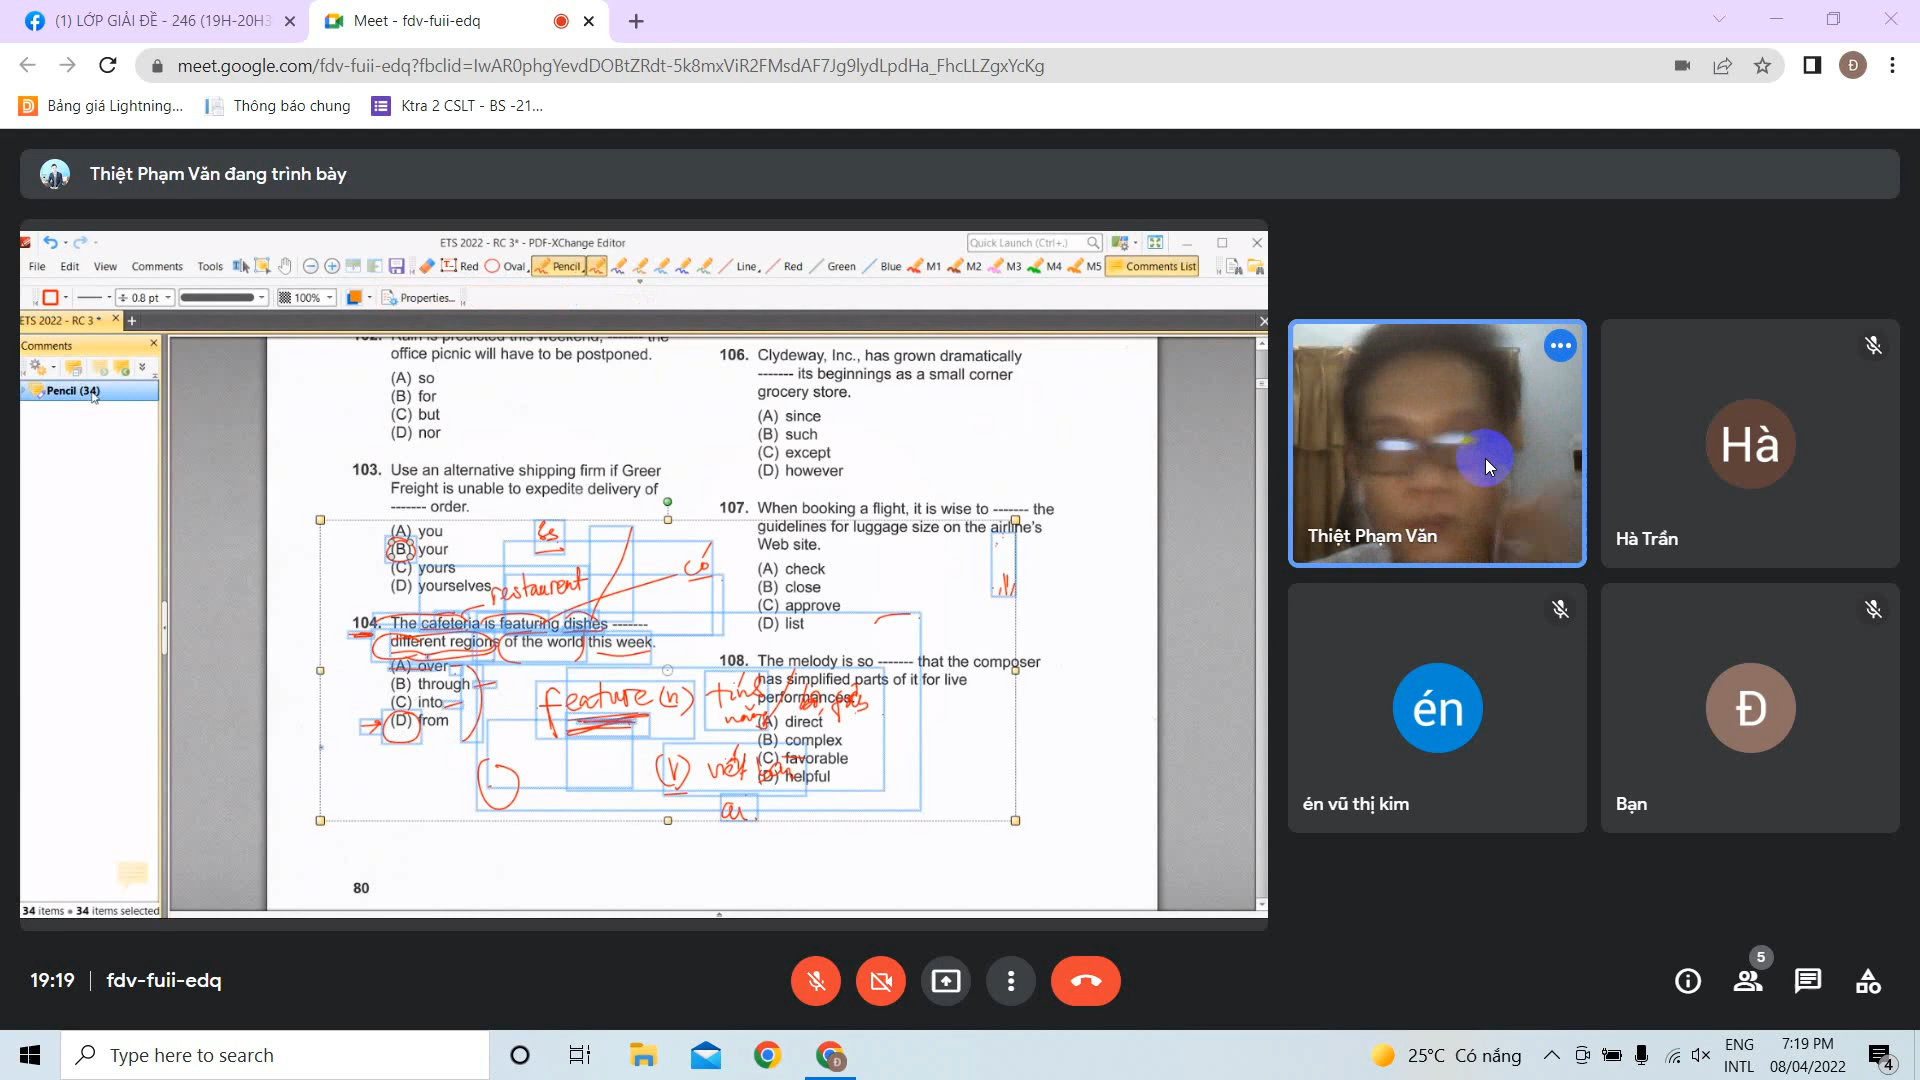 (1) LỚP GIẢI ĐỀ - 246 (19H-20H3
Meet - fdv-fuii-edq
meet.google.com/fdv-fuii-edq?fbclid=IwAR0phgYevdDOBtZRdt-5k8mxViR2FMsdAF7Jg9lydLpdHa_FhcLLZgxYcKg
Đ
Bảng giá Lightning...
Thông báo chung
Ktra 2 CSLT - BS -21...
Thiệt Phạm Văn đang trình bày
ETS 2022 - RC 3* - PDF-XChange Editor
Quick Launch (Ctrl+.)
File Edit View Comments Tools
Red Oval Pencil Line Red Green Blue M1 M2 M3 M4 M5 Comments List
0.8 pt 100% Properties...
ETS 2022 - RC 3 *
Comments
Pencil (34)
34 items • 34 items selected
office picnic will have to be postponed.
(A) so
(B) for
(C) but
(D) nor
103. Use an alternative shipping firm if Greer
Freight is unable to expedite delivery of
------- order.
(A) you
(B) your
(C) yours
(D) yourselves
restaurent
có
104. The cafeteria is featuring dishes -------
different regions of the world this week.
(A) over
(B) through
(C) into
(D) from
feature (n)
(V)
80
106. Clydeway, Inc., has grown dramatically
------- its beginnings as a small corner
grocery store.
(A) since
(B) such
(C) except
(D) however
107. When booking a flight, it is wise to ------- the
guidelines for luggage size on the airline's
Web site.
(A) check
(B) close
(C) approve
(D) list
108. The melody is so ------- that the composer
has simplified parts of it for live
performances.
(A) direct
(B) complex
(C) favorable
(D) helpful
Thiệt Phạm Văn
Hà
Hà Trần
én
én vũ thị kim
Đ
Bạn
19:19 | fdv-fuii-edq
5
Type here to search
25°C Có nắng
ENG
INTL
7:19 PM
08/04/2022
4